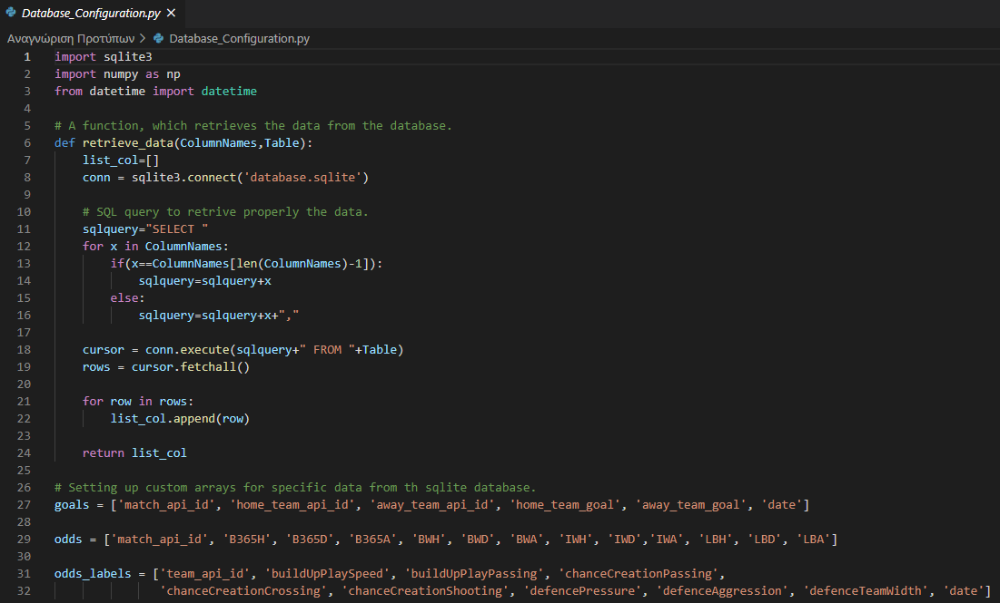 Database_Configuration.py ×
Αναγνώριση Προτύπων > Database_Configuration.py
1 import sqlite3
2 import numpy as np
3 from datetime import datetime
4
5 # A function, which retrieves the data from the database.
6 def retrieve_data(ColumnNames,Table):
7     list_col=[]
8     conn = sqlite3.connect('database.sqlite')
9
10     # SQL query to retrive properly the data.
11     sqlquery="SELECT "
12     for x in ColumnNames:
13         if(x==ColumnNames[len(ColumnNames)-1]):
14             sqlquery=sqlquery+x
15         else:
16             sqlquery=sqlquery+x+","
17
18     cursor = conn.execute(sqlquery+" FROM "+Table)
19     rows = cursor.fetchall()
20
21     for row in rows:
22         list_col.append(row)
23
24     return list_col
25
26 # Setting up custom arrays for specific data from th sqlite database.
27 goals = ['match_api_id', 'home_team_api_id', 'away_team_api_id', 'home_team_goal', 'away_team_goal', 'date']
28
29 odds = ['match_api_id', 'B365H', 'B365D', 'B365A', 'BWH', 'BWD', 'BWA', 'IWH', 'IWD','IWA', 'LBH', 'LBD', 'LBA']
30
31 odds_labels = ['team_api_id', 'buildUpPlaySpeed', 'buildUpPlayPassing', 'chanceCreationPassing',
32                'chanceCreationCrossing', 'chanceCreationShooting', 'defencePressure', 'defenceAggression', 'defenceTeamWidth', 'date']